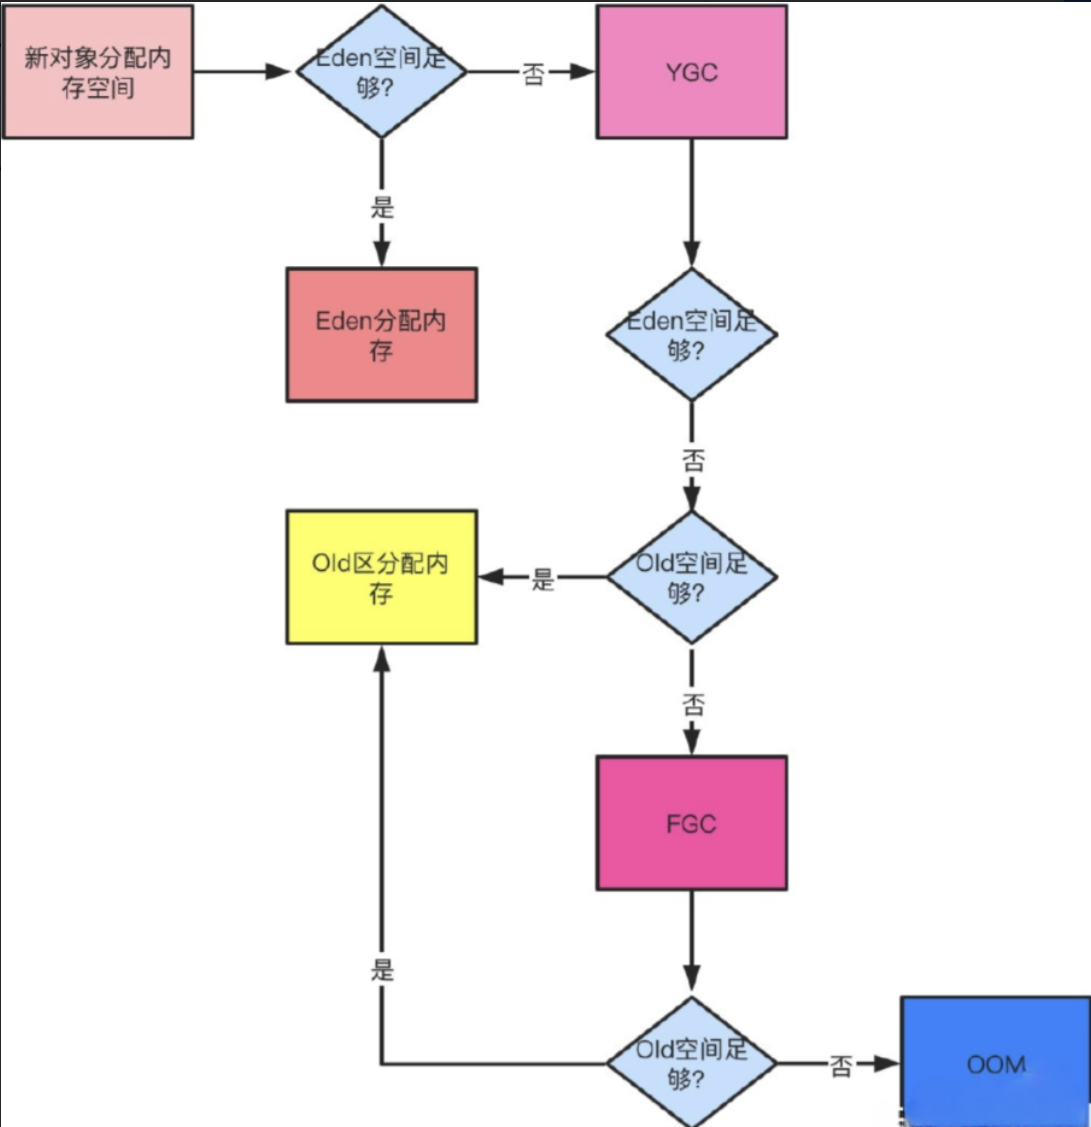 新对象分配内
存空间
Eden空间足
够?
否
YGC
是
Eden分配内
存
Eden空间足
够?
否
Old区分配内
存
是
Old空间足
够?
否
FGC
是
Old空间足
够?
否
OOM